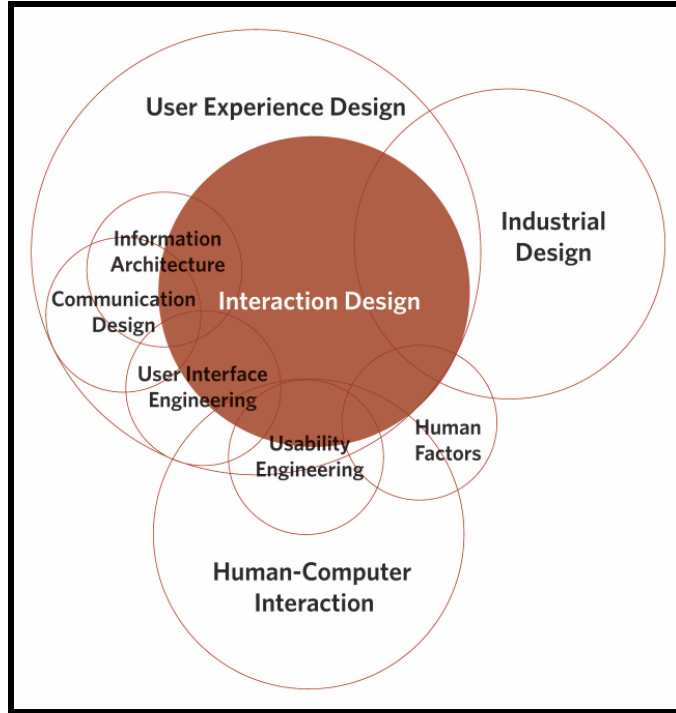 User Experience Design
Industrial
Design
Information
Architecture
Communication
Design
Interaction Design
User Interface
Engineering
Usability
Engineering
Human
Factors
Human-Computer
Interaction